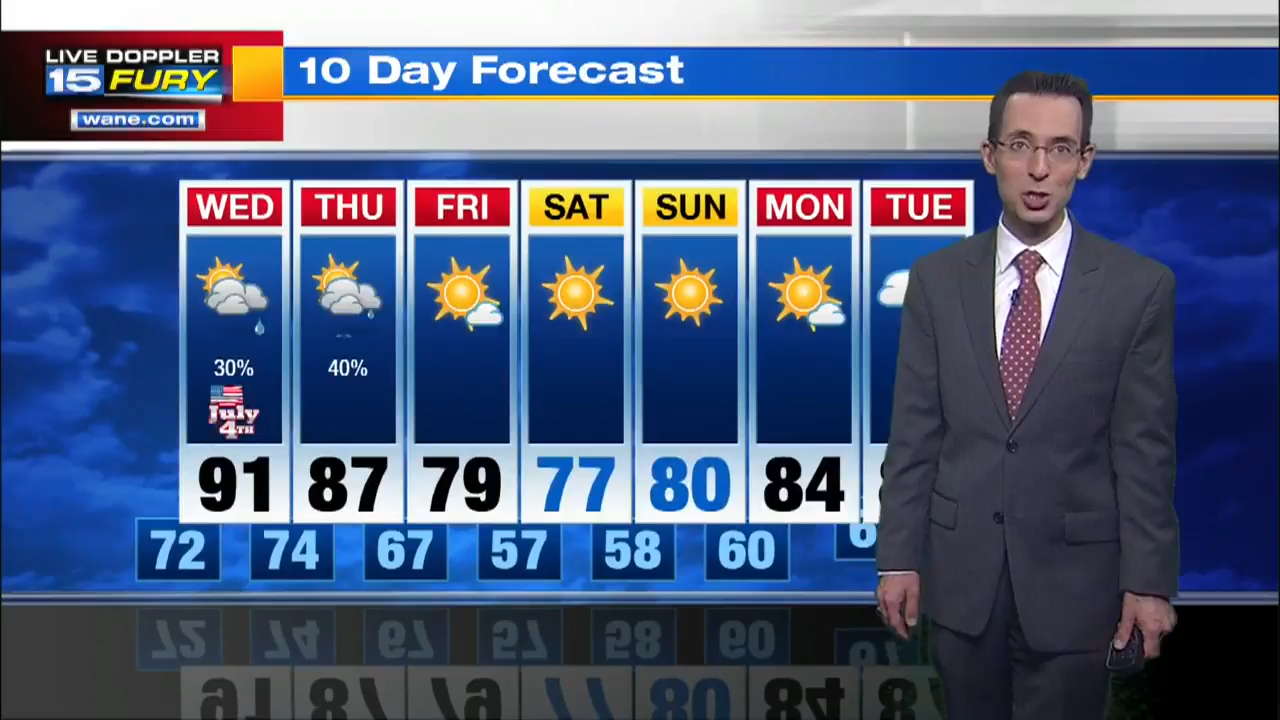 LIVE DOPPLER
15 FURY
wane.com
10 Day Forecast
WED THU FRI SAT SUN MON TUE
30% 40%
July
4TH
91 87 79 77 80 84
72 74 67 57 58 60